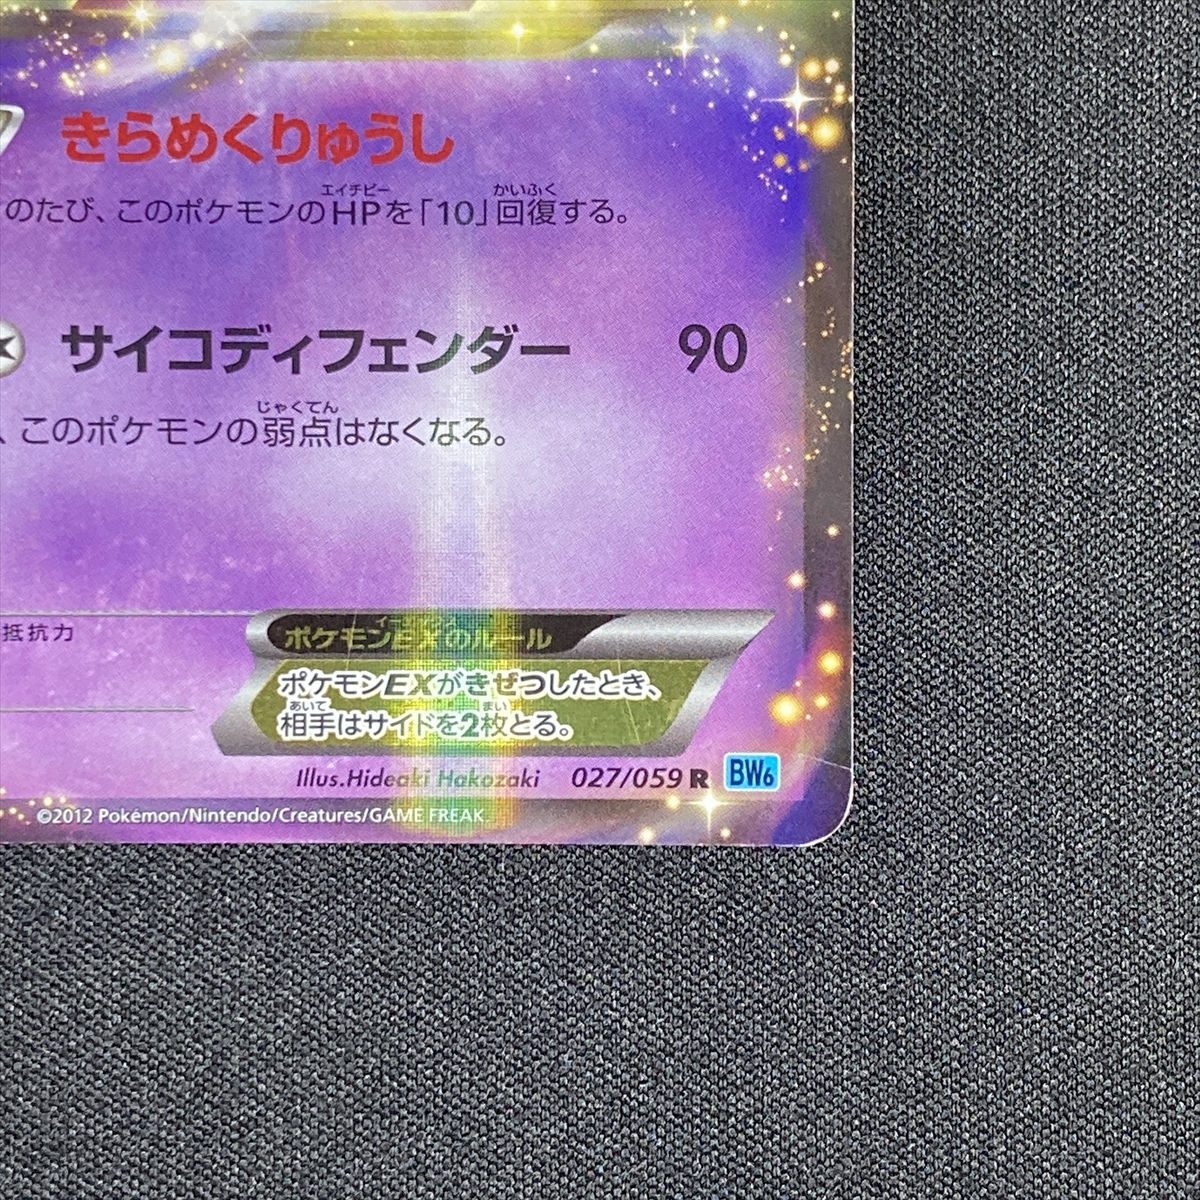 きらめくりゅうし
エイチピー かいふく
のたび、このポケモンのHPを「10」回復する。
サイコディフェンダー 90
じゃくてん
、このポケモンの弱点はなくなる。
抵抗力
ポケモンEXのルール
ポケモンEXがきぜつしたとき、
あいて まい
相手はサイドを2枚とる。
Illus.Hideaki Hakozaki 027/059 R BW6
©2012 Pokémon/Nintendo/Creatures/GAME FREAK.